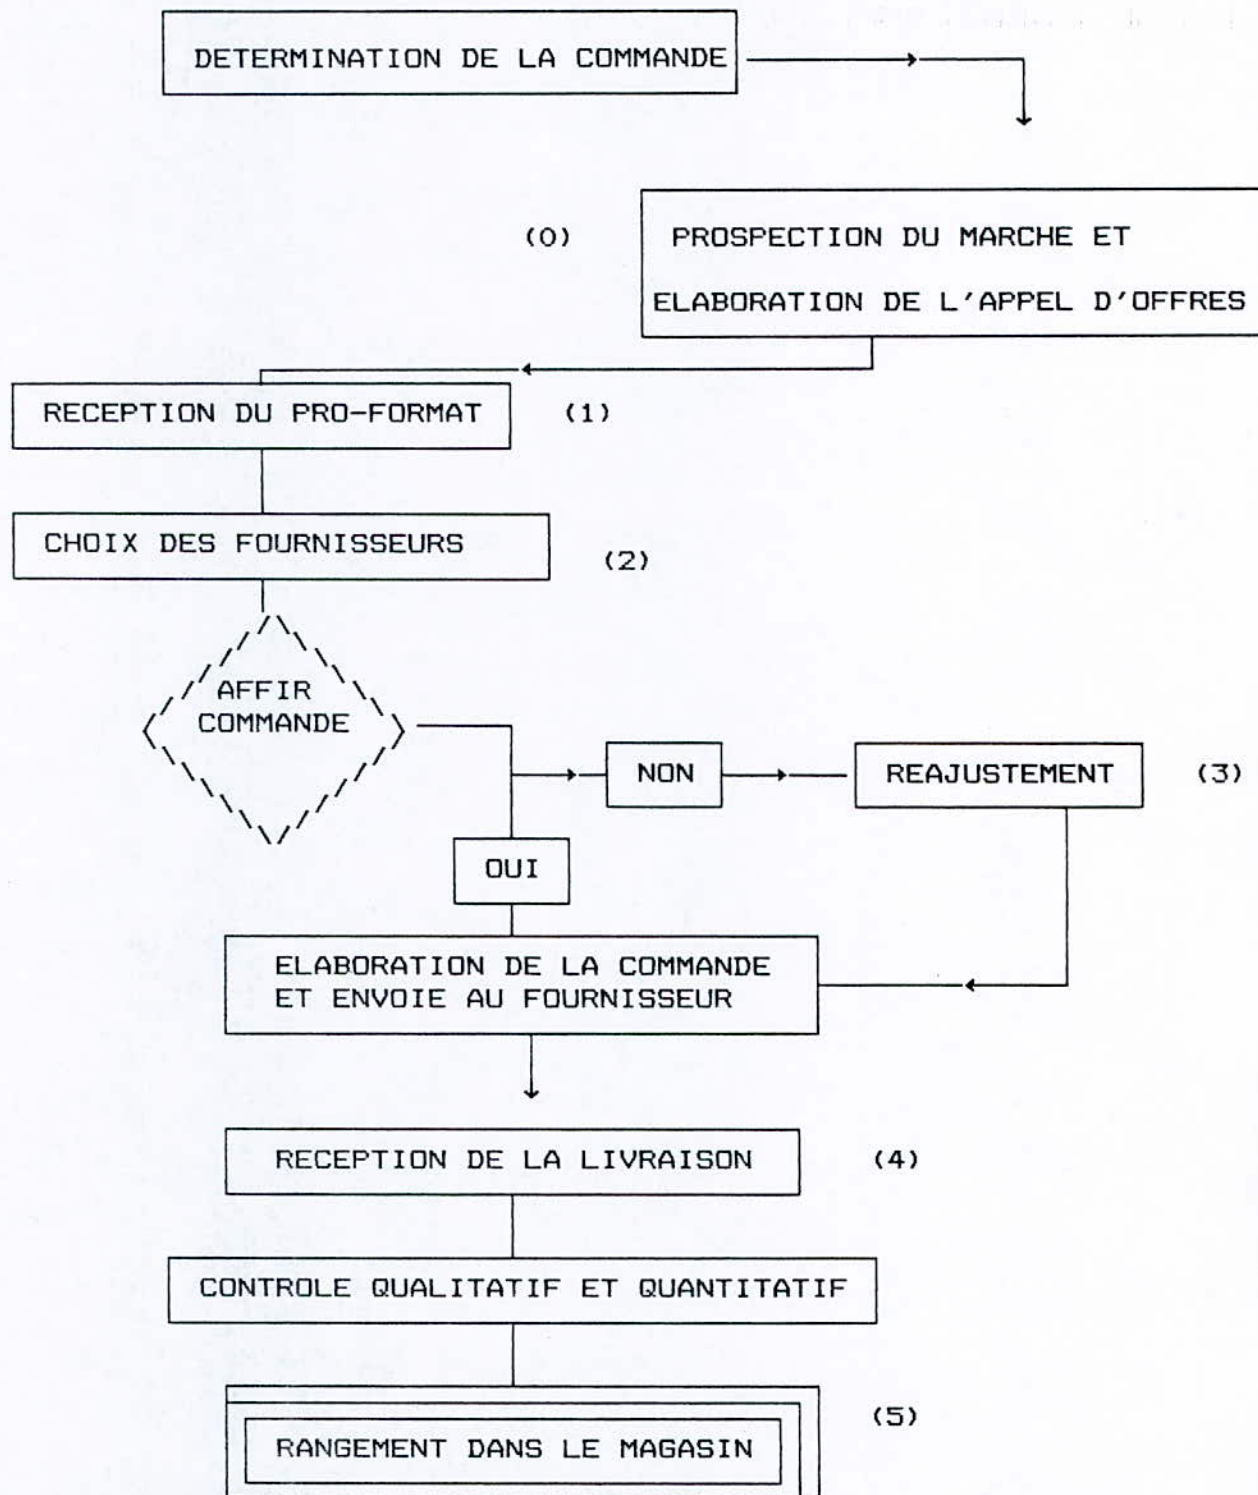 DETERMINATION DE LA COMMANDE
(0)
PROSPECTION DU MARCHE ET
ELABORATION DE L'APPEL D'OFFRES
RECEPTION DU PRO-FORMAT
(1)
CHOIX DES FOURNISSEURS
(2)
AFFIR
COMMANDE
NON
REAJUSTEMENT
(3)
OUI
ELABORATION DE LA COMMANDE
ET ENVOIE AU FOURNISSEUR
RECEPTION DE LA LIVRAISON
(4)
CONTROLE QUALITATIF ET QUANTITATIF
(5)
RANGEMENT DANS LE MAGASIN